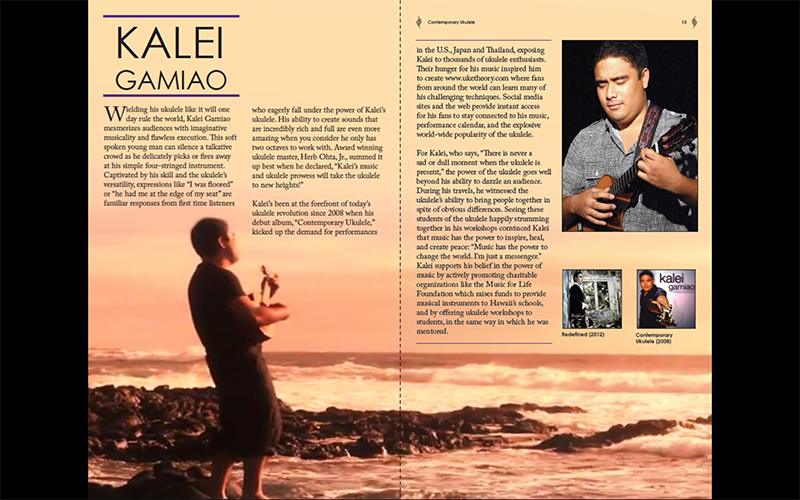 KALEI
GAMIAO
Wielding his ukulele like it will one
day rule the world, Kalei Gamiao
mesmerizes audiences with imaginative
musicality and flawless execution. This soft
spoken young man can silence a talkative
crowd as he delicately picks or fires away
at his simple four-stringed instrument.
Captivated by his skill and the ukulele's
versatility, expressions like "I was floored"
or "he had me at the edge of my seat" are
familiar responses from first time listeners
who eagerly fall under the power of Kalei's
ukulele. His ability to create sounds that
are incredibly rich and full are even more
amazing when you consider he only has
two octaves to work with. Award winning
ukulele master, Herb Ohta, Jr., summed it
up best when he declared, "Kalei's music
and ukulele prowess will take the ukulele
to new heights!"
Kalei's been at the forefront of today's
ukulele revolution since 2008 when his
debut album, "Contemporary Ukulele,"
kicked up the demand for performances
Contemporary Ukulele
15
in the U.S., Japan and Thailand, exposing
Kalei to thousands of ukulele enthusiasts.
Their hunger for his music inspired him
to create www.uketheory.com where fans
from around the world can learn many of
his challenging techniques. Social media
sites and the web provide instant access
for his fans to stay connected to his music,
performance calendar, and the explosive
world-wide popularity of the ukulele.
For Kalei, who says, "There is never a
sad or dull moment when the ukulele is
present," the power of the ukulele goes well
beyond his ability to dazzle an audience.
During his travels, he witnessed the
ukulele's ability to bring people together in
spite of obvious differences. Seeing these
students of the ukulele happily strumming
together in his workshops convinced Kalei
that music has the power to inspire, heal,
and create peace: "Music has the power to
change the world. I'm just a messenger."
Kalei supports his belief in the power of
music by actively promoting charitable
organizations like the Music for Life
Foundation which raises funds to provide
musical instruments to Hawaii's schools,
and by offering ukulele workshops to
students, in the same way in which he was
mentored.
kalei
gamiao
Redefined (2012)
Contemporary
Ukulele (2008)